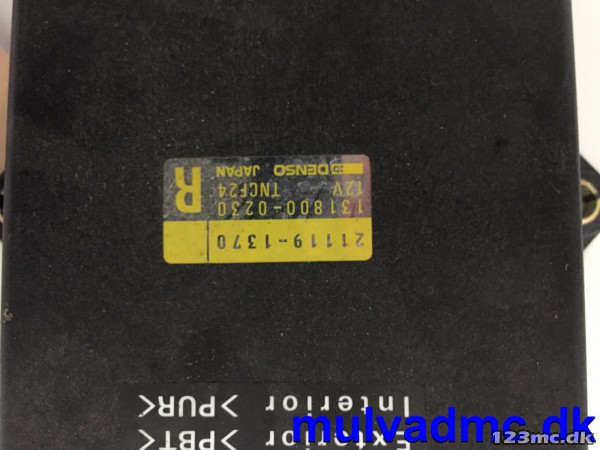 21119-1370
131800-0230
12V TNCF24
R
DENSO JAPAN
Exterior >PBT<
Interior >PUR<
mulvadmc.dk
123mc.dk